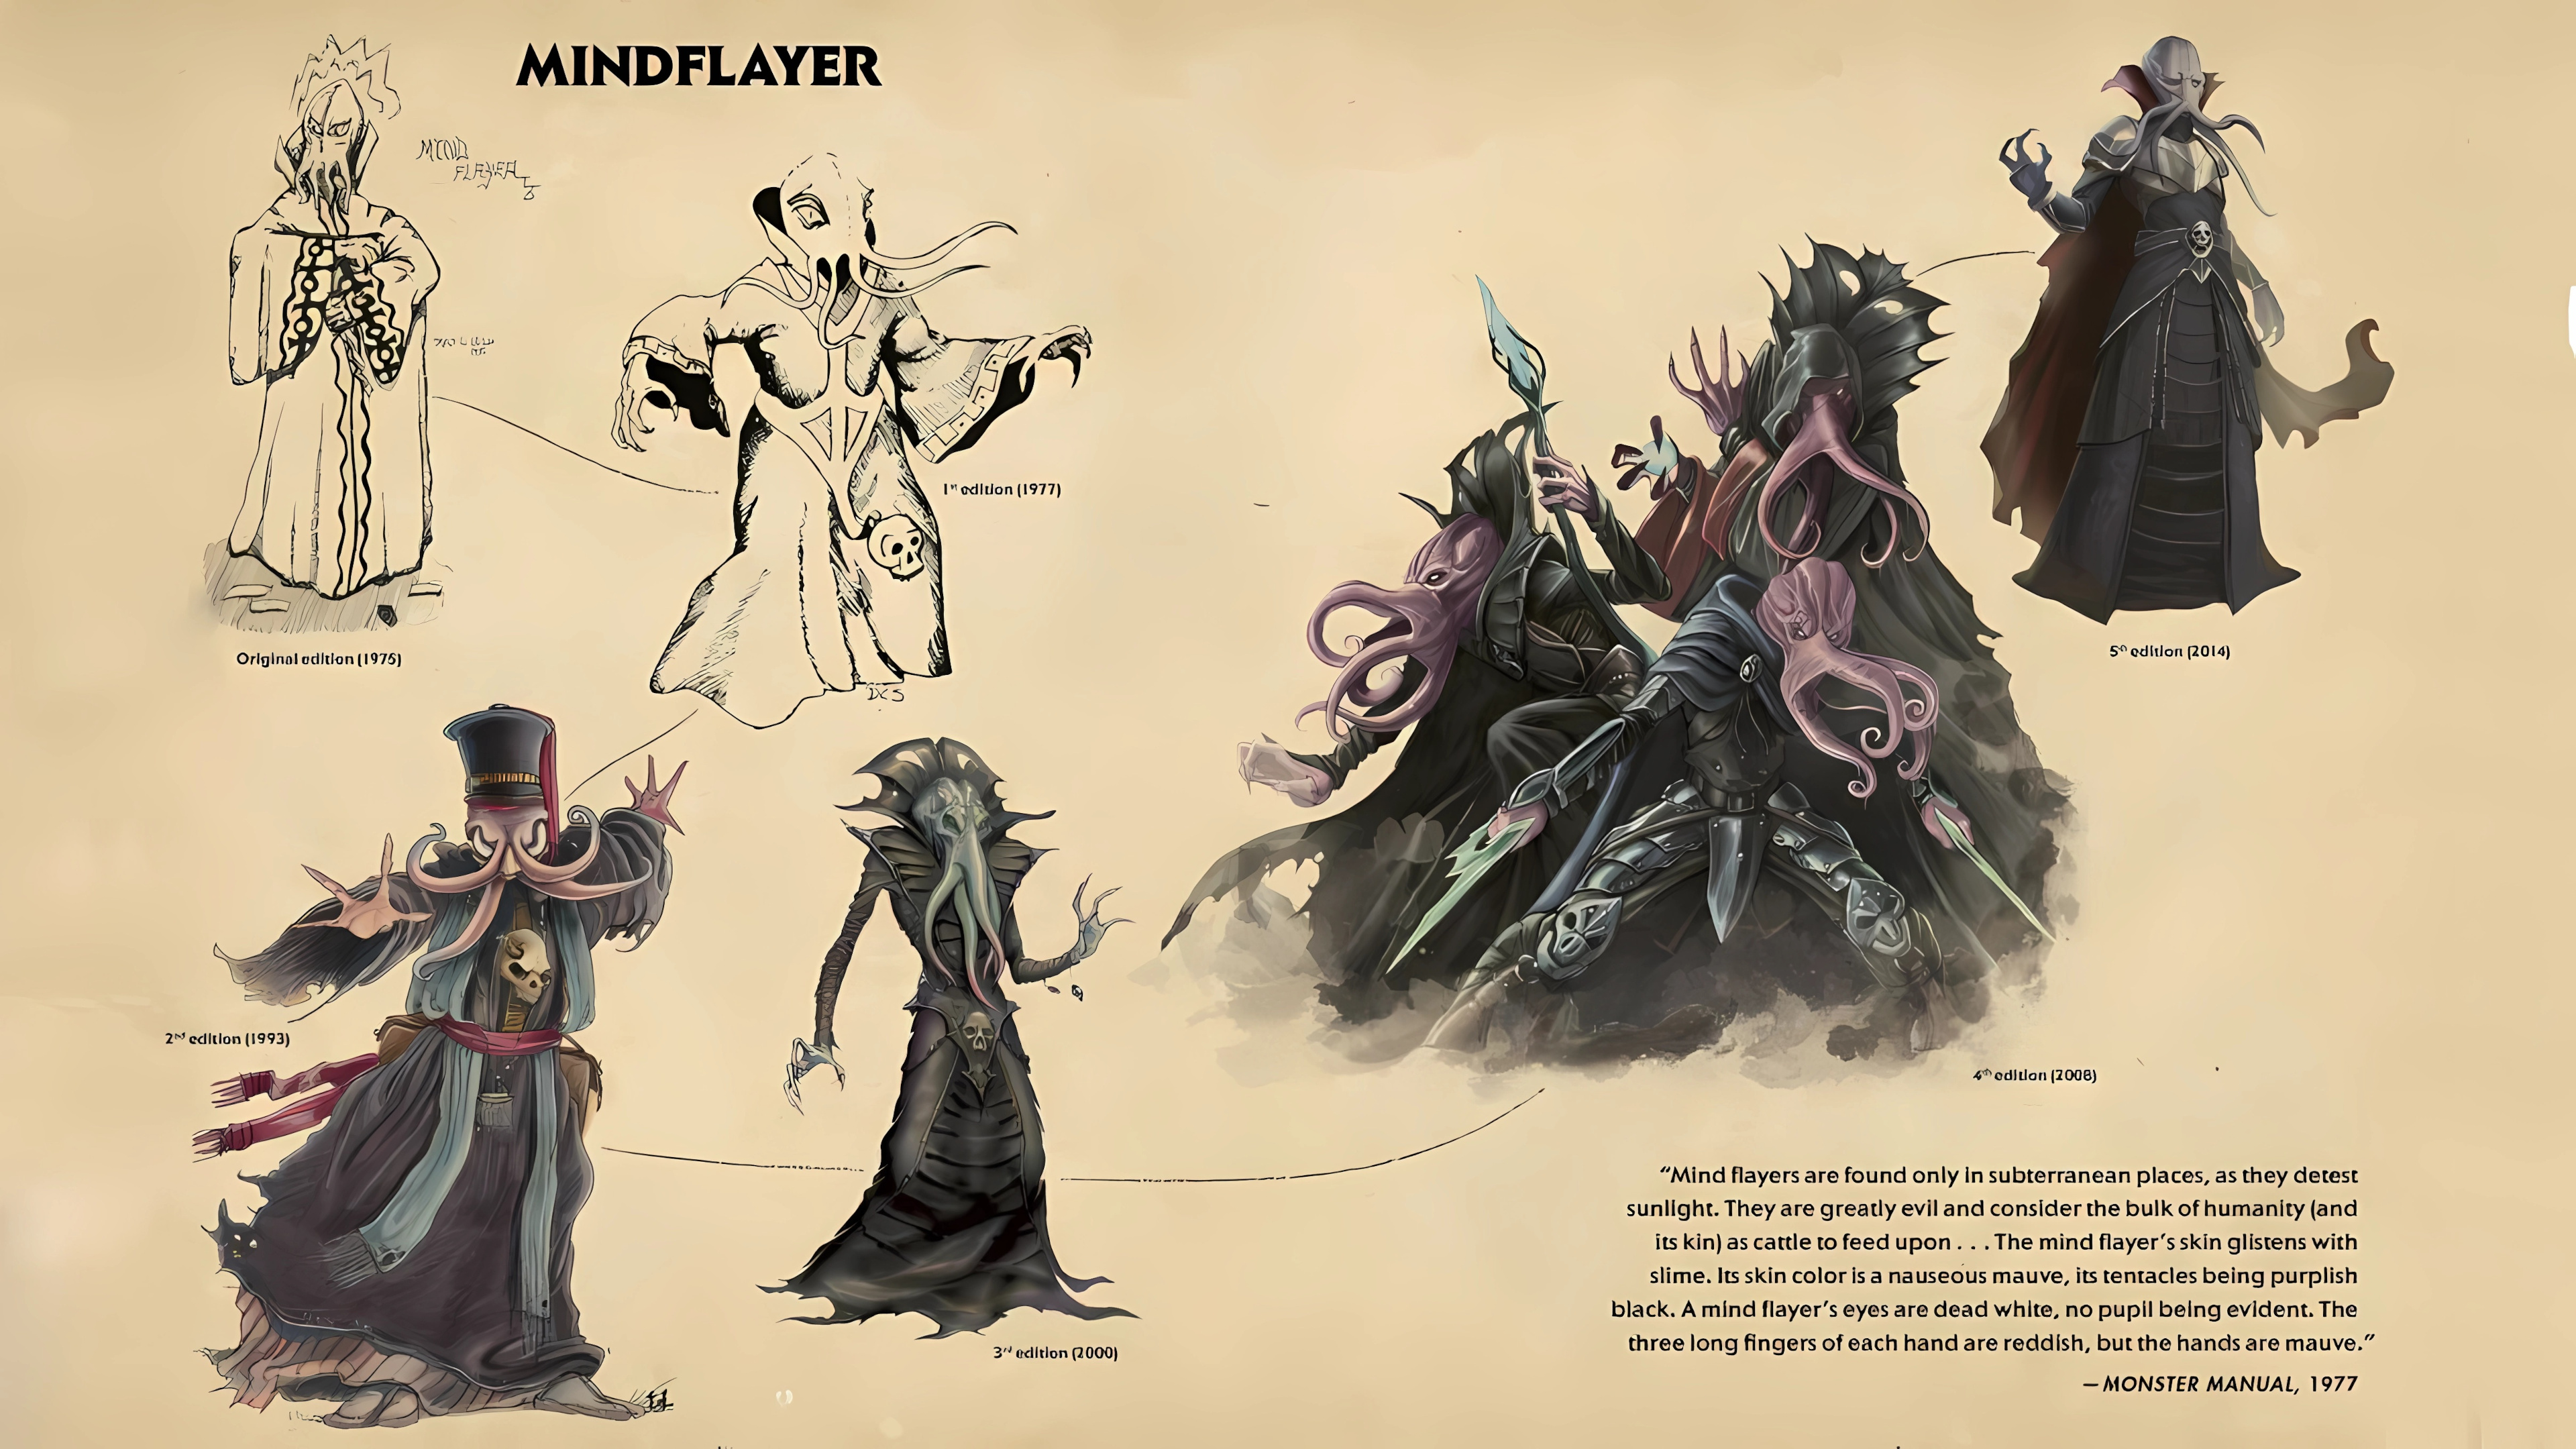 MINDFLAYER
MIND
FLAYER
Original edition (1975)
1st edition (1977)
DCS
2nd edition (1993)
3rd edition (2000)
4th edition (2008)
5th edition (2014)
“Mind flayers are found only in subterranean places, as they detest
sunlight. They are greatly evil and consider the bulk of humanity (and
its kin) as cattle to feed upon . . . The mind flayer’s skin glistens with
slime. Its skin color is a nauseous mauve, its tentacles being purplish
black. A mind flayer’s eyes are dead white, no pupil being evident. The
three long fingers of each hand are reddish, but the hands are mauve.”
—MONSTER MANUAL, 1977